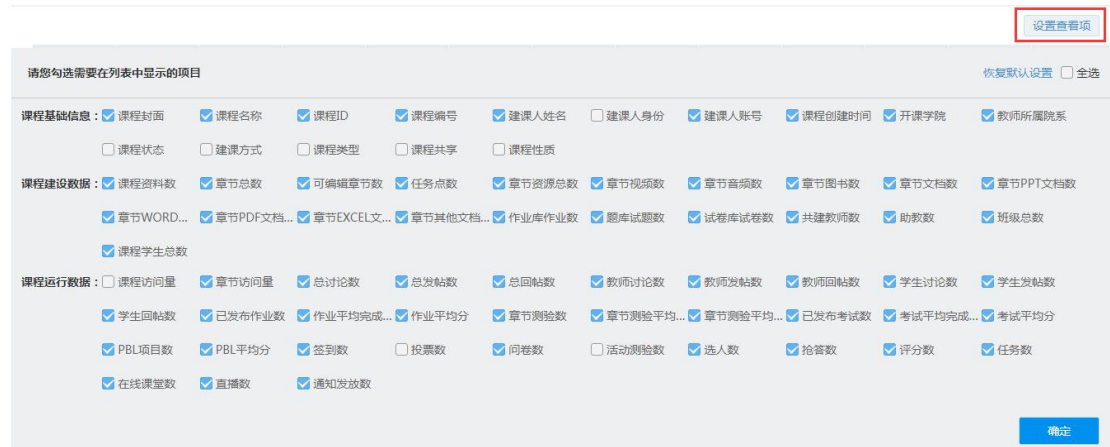 设置查看项
请您勾选需要在列表中显示的项目 恢复默认设置 全选
课程基础信息： 课程封面 课程名称 课程ID 课程编号 建课人姓名 建课人身份 建课人账号 课程创建时间 开课学院 教师所属院系
课程状态 建课方式 课程类型 课程共享 课程性质
课程建设数据： 课程资料数 章节总数 可编辑章节数 任务点数 章节资源总数 章节视频数 章节音频数 章节图书数 章节文档数 章节PPT文档数
章节WORD... 章节PDF文档... 章节EXCEL文... 章节其他文档... 作业库作业数 题库试题数 试卷库试卷数 共建教师数 助教数 班级总数
课程学生总数
课程运行数据： 课程访问量 章节访问量 总讨论数 总发帖数 总回帖数 教师讨论数 教师发帖数 教师回帖数 学生讨论数 学生发帖数
学生回帖数 已发布作业数 作业平均完成... 作业平均分 章节测验数 章节测验平均... 章节测验平均... 已发布考试数 考试平均完成... 考试平均分
PBL项目数 PBL平均分 签到数 投票数 问卷数 活动测验数 选人数 抢答数 评分数 任务数
在线课堂数 直播数 通知发放数
确定